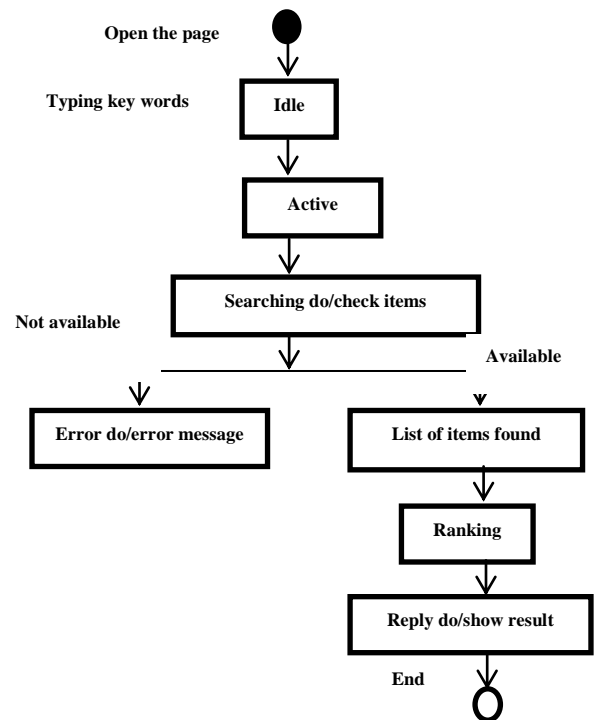 Open the page
Typing key words
Idle
Active
Searching do/check items
Not available
Available
Error do/error message
List of items found
Ranking
Reply do/show result
End